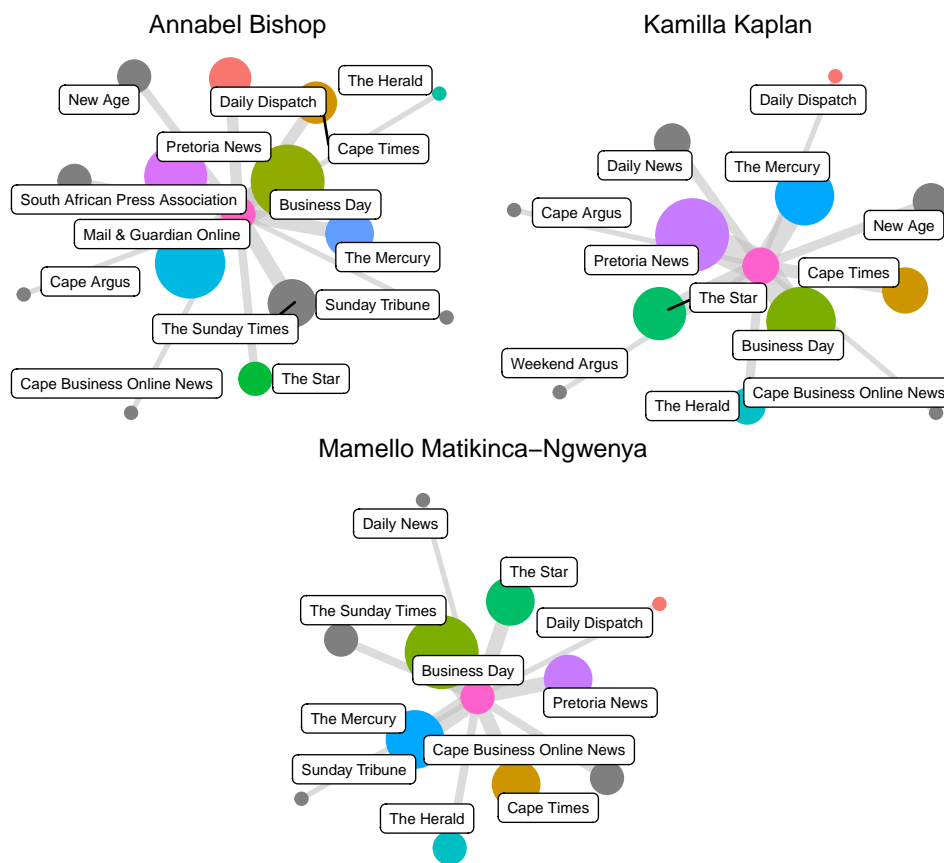 Annabel Bishop
New Age
Daily Dispatch
The Herald
Pretoria News
Cape Times
South African Press Association
Business Day
Mail & Guardian Online
The Mercury
Cape Argus
The Sunday Times
Sunday Tribune
Cape Business Online News
The Star
Kamilla Kaplan
Daily Dispatch
Daily News
The Mercury
Cape Argus
New Age
Pretoria News
Cape Times
The Star
Business Day
Weekend Argus
The Herald
Cape Business Online News
Mamello Matikinca−Ngwenya
Daily News
The Star
The Sunday Times
Daily Dispatch
Business Day
Pretoria News
The Mercury
Cape Business Online News
Sunday Tribune
Cape Times
The Herald